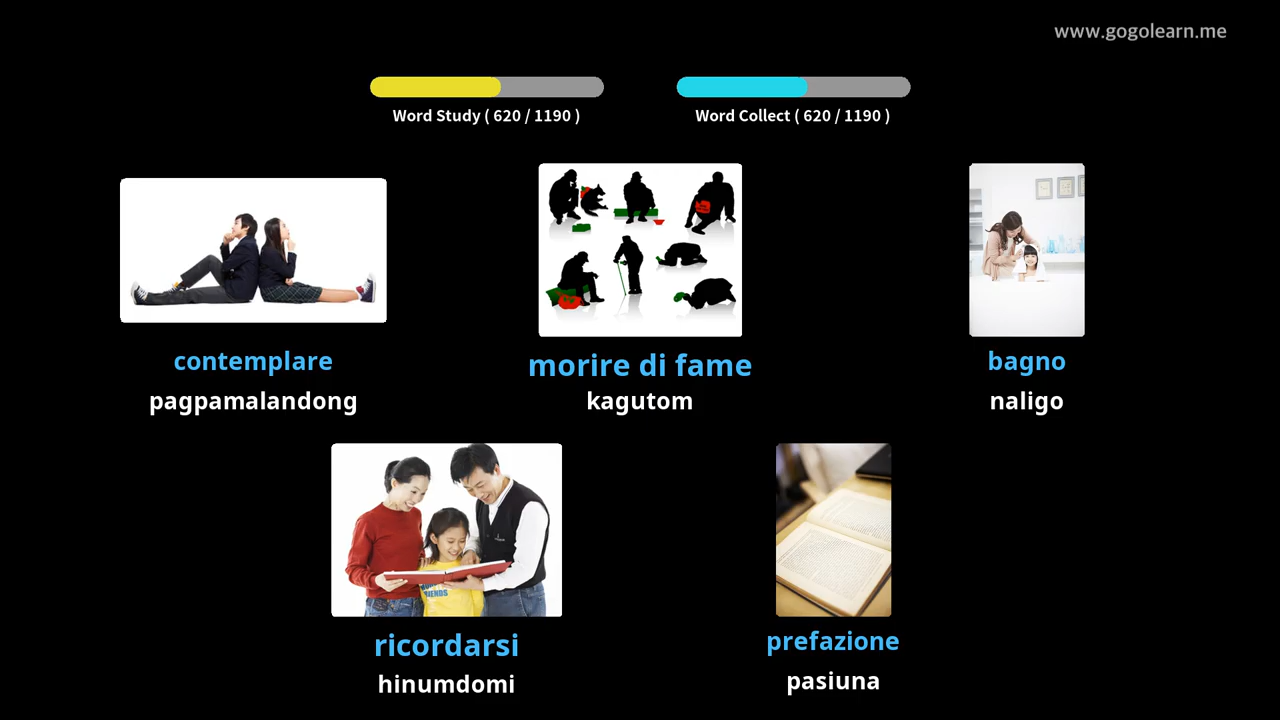 www.gogolearn.me
Word Study ( 620 / 1190 )
Word Collect ( 620 / 1190 )
contemplare
pagpamalandong
morire di fame
kagutom
bagno
naligo
ricordarsi
hinumdomi
prefazione
pasiuna